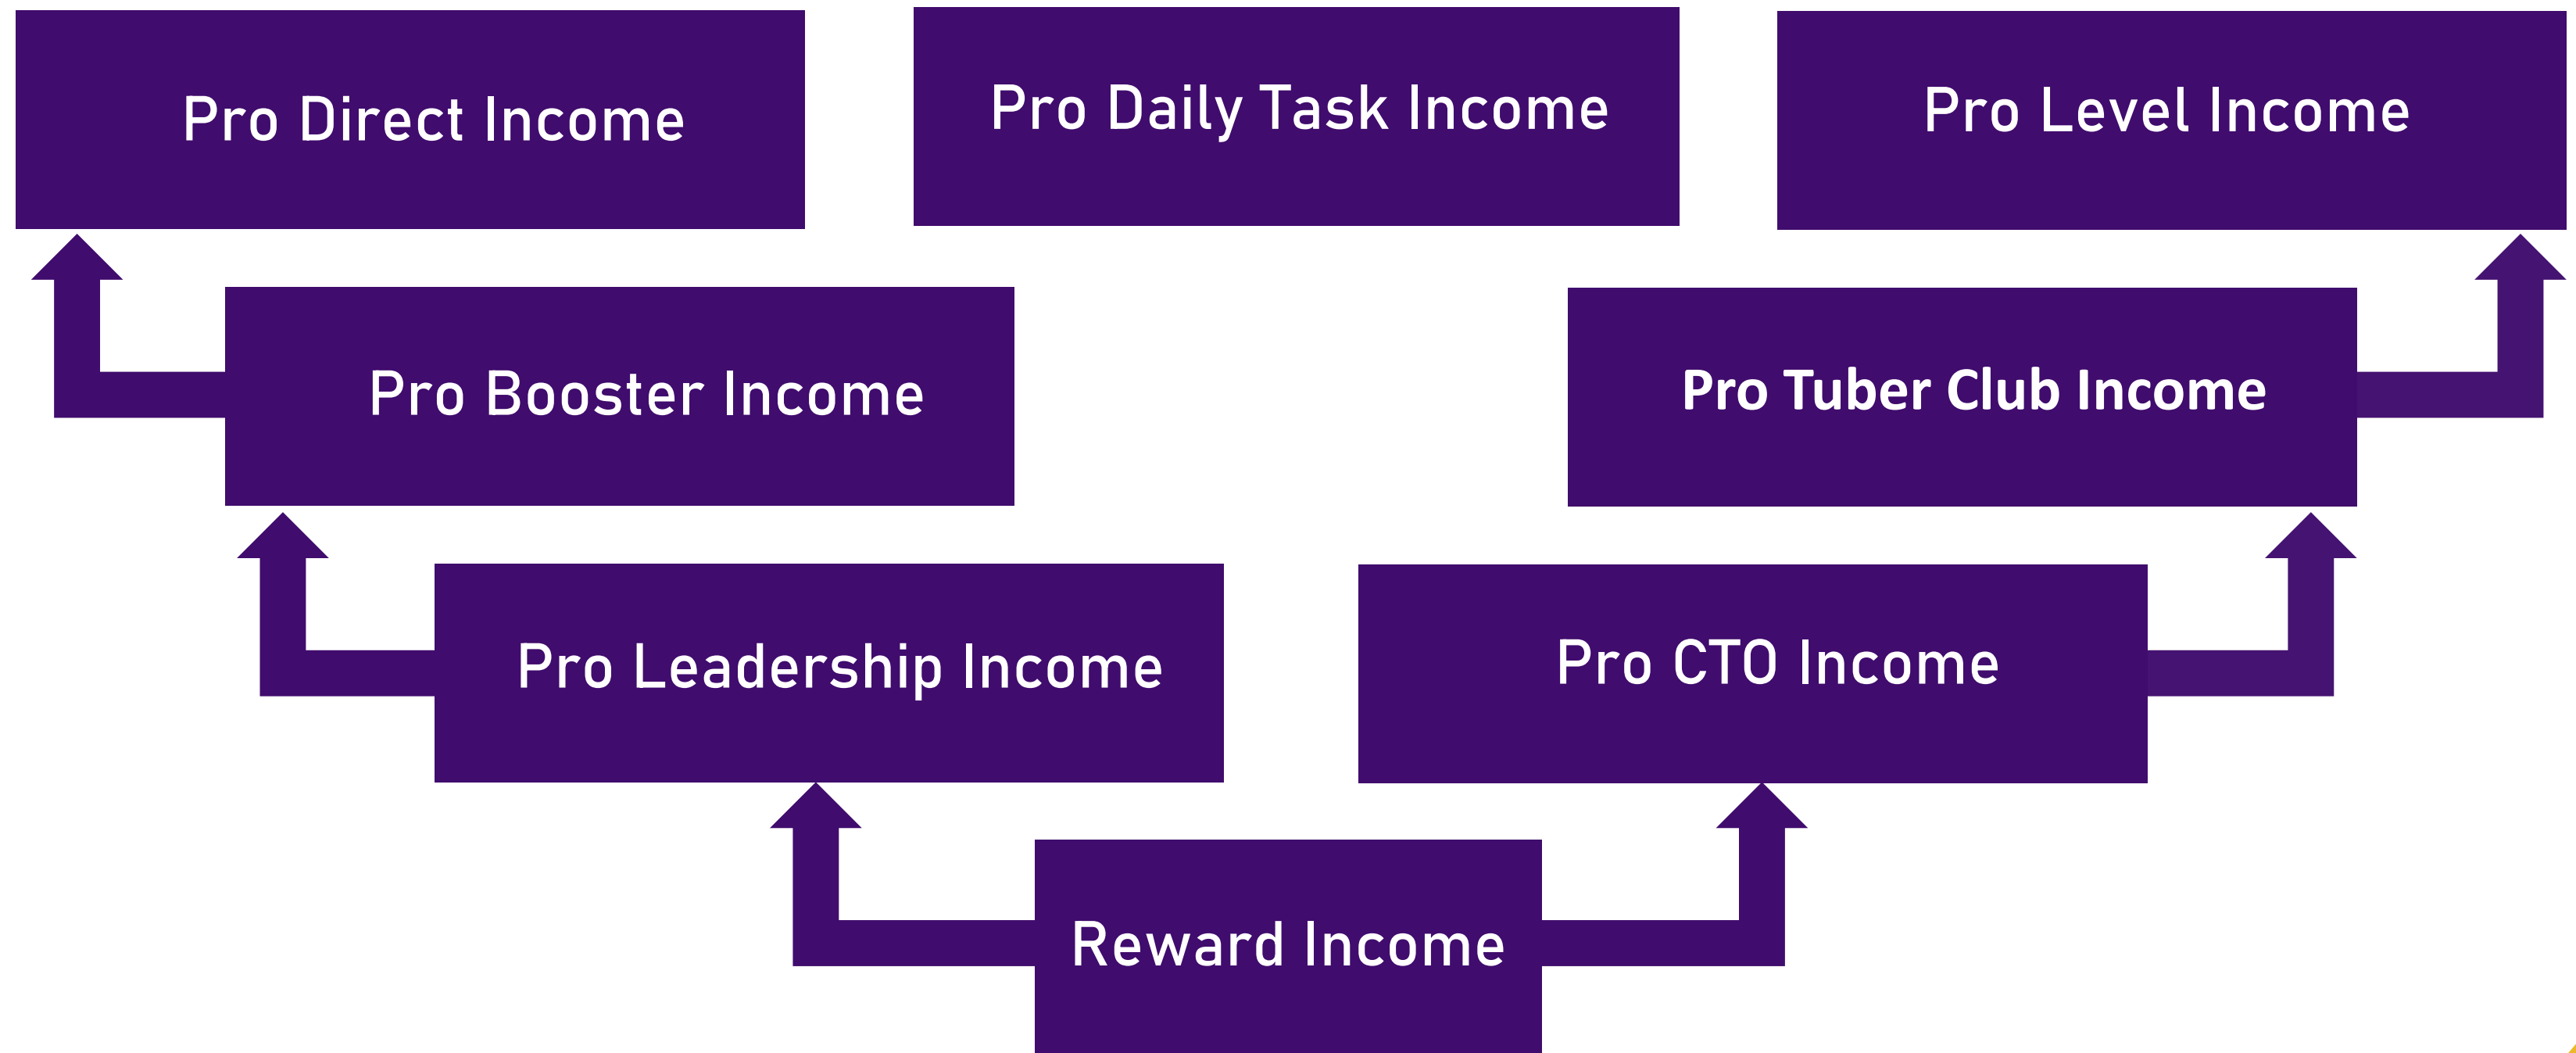 Pro Direct Income
Pro Daily Task Income
Pro Level Income
Pro Booster Income
Pro Tuber Club Income
Pro Leadership Income
Pro CTO Income
Reward Income